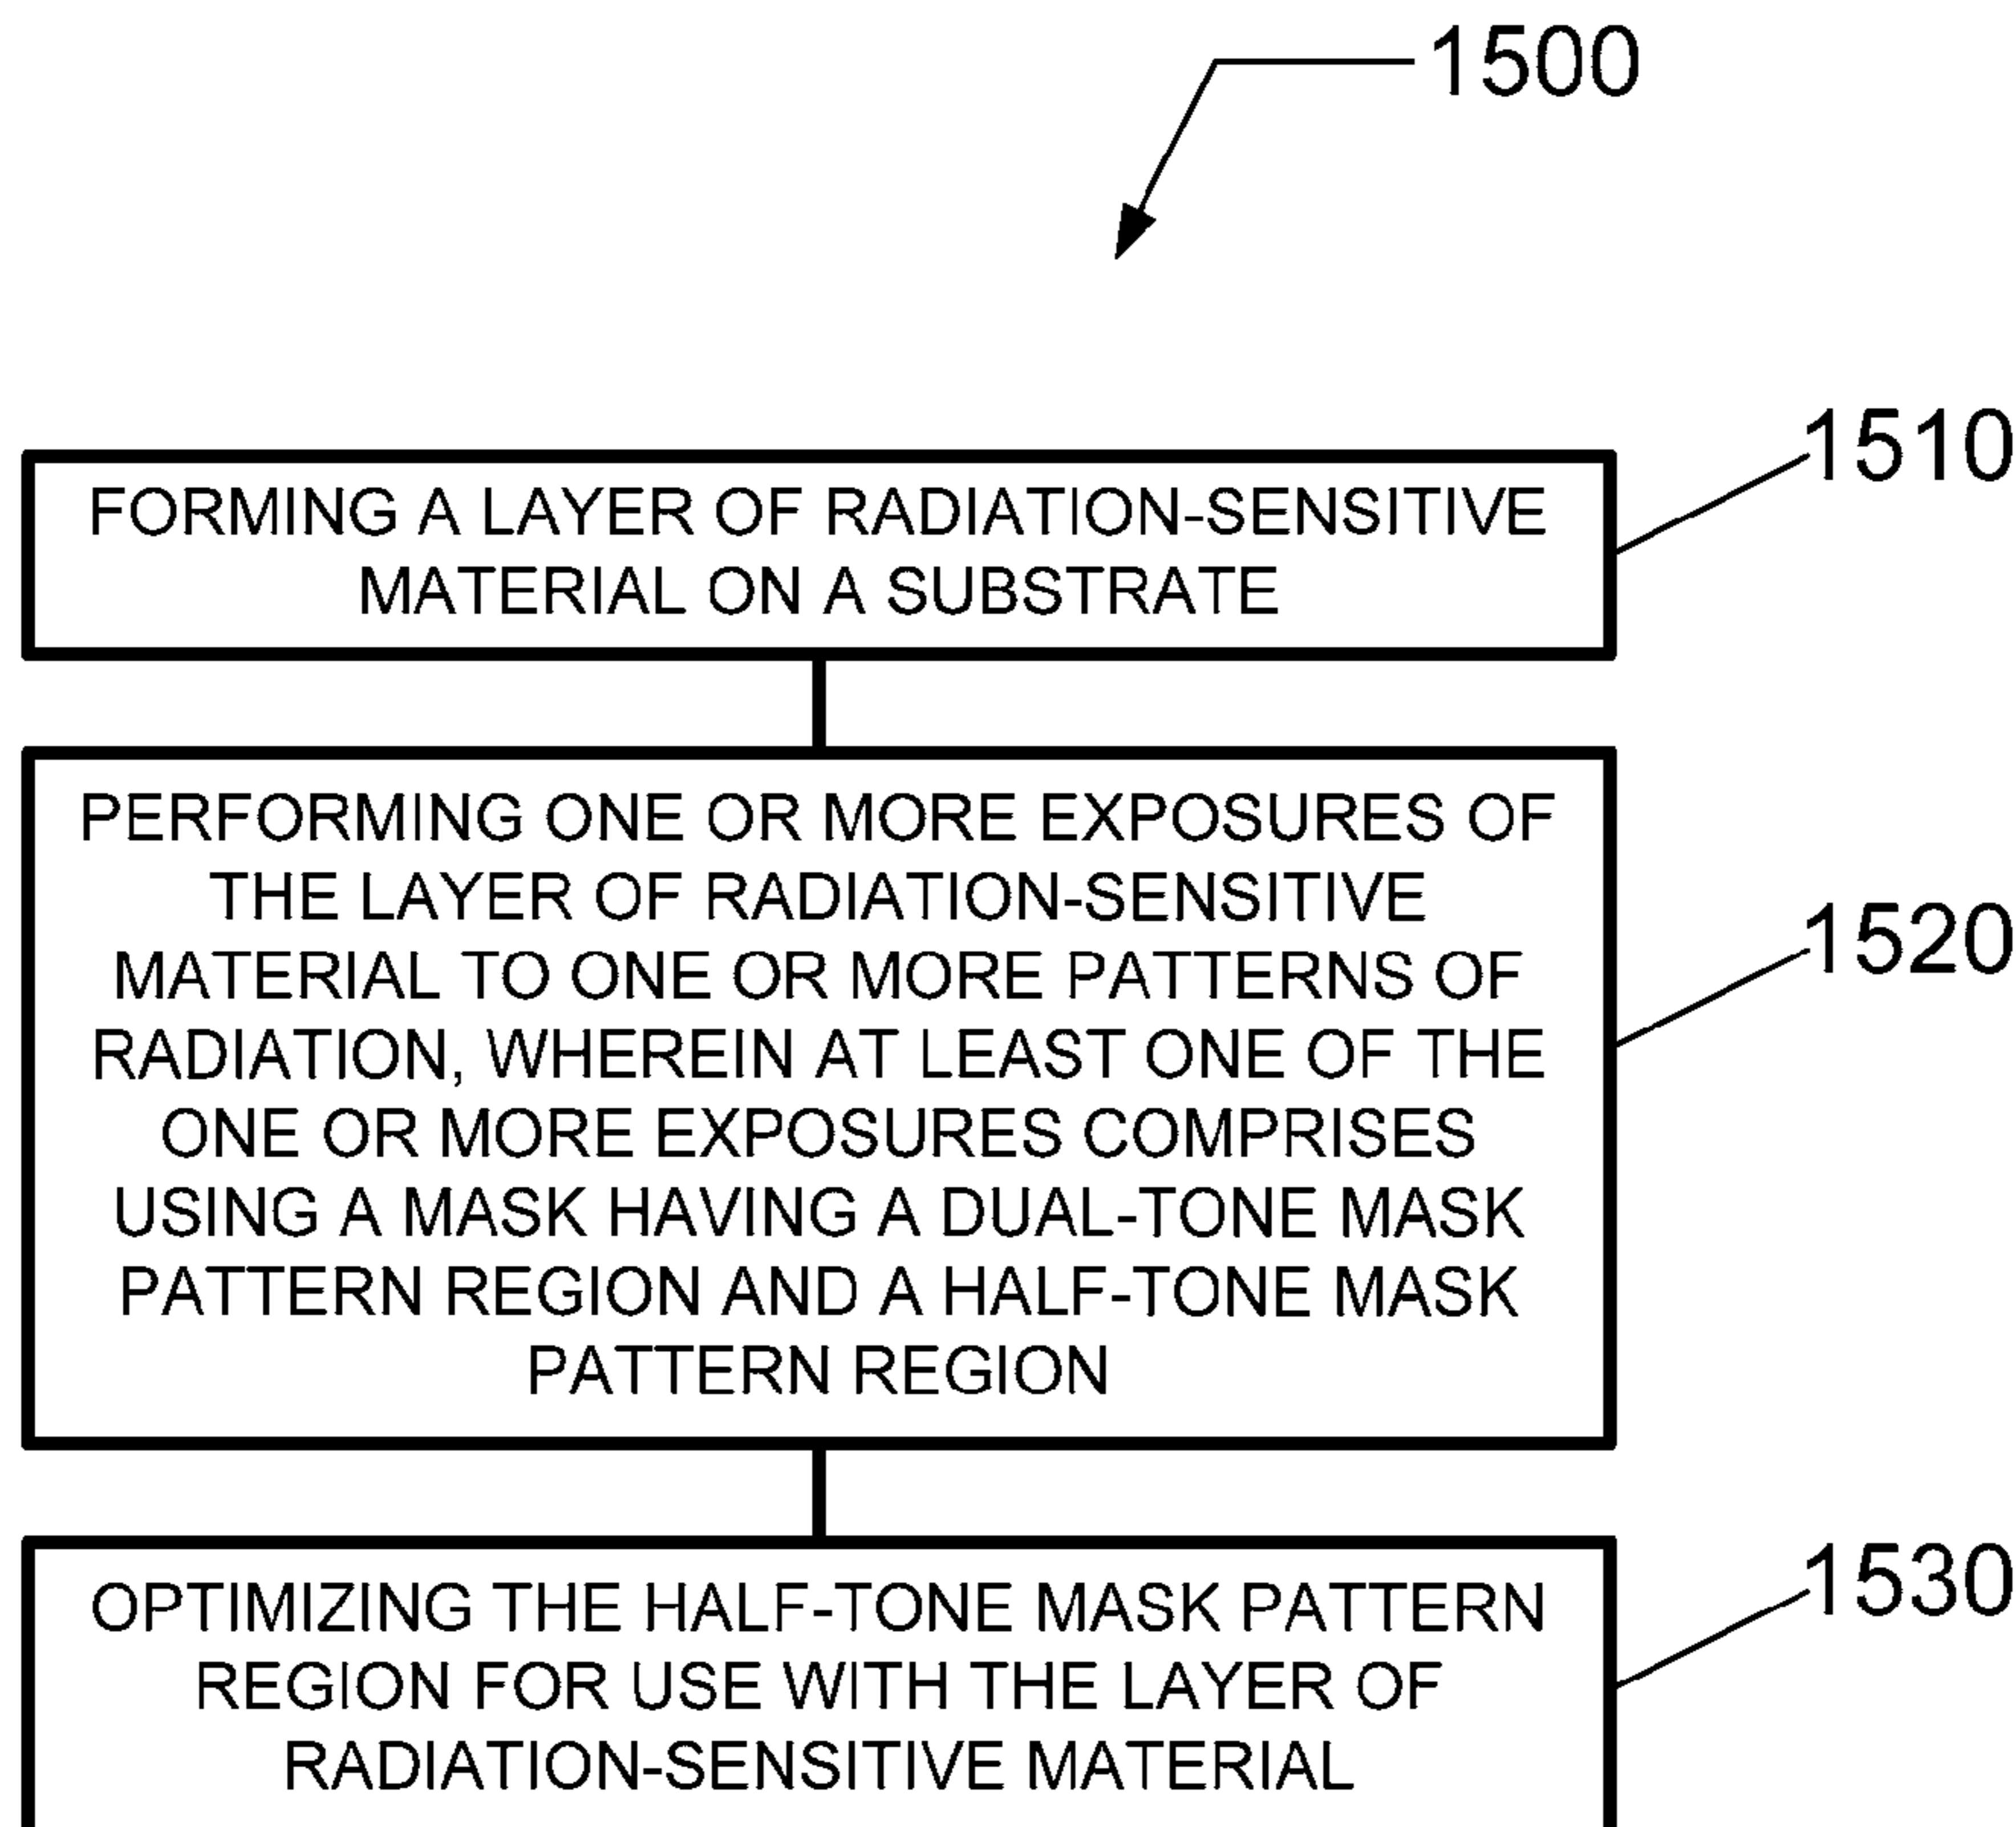 1500
1510
FORMING A LAYER OF RADIATION-SENSITIVE
MATERIAL ON A SUBSTRATE
1520
PERFORMING ONE OR MORE EXPOSURES OF
THE LAYER OF RADIATION-SENSITIVE
MATERIAL TO ONE OR MORE PATTERNS OF
RADIATION, WHEREIN AT LEAST ONE OF THE
ONE OR MORE EXPOSURES COMPRISES
USING A MASK HAVING A DUAL-TONE MASK
PATTERN REGION AND A HALF-TONE MASK
PATTERN REGION
1530
OPTIMIZING THE HALF-TONE MASK PATTERN
REGION FOR USE WITH THE LAYER OF
RADIATION-SENSITIVE MATERIAL